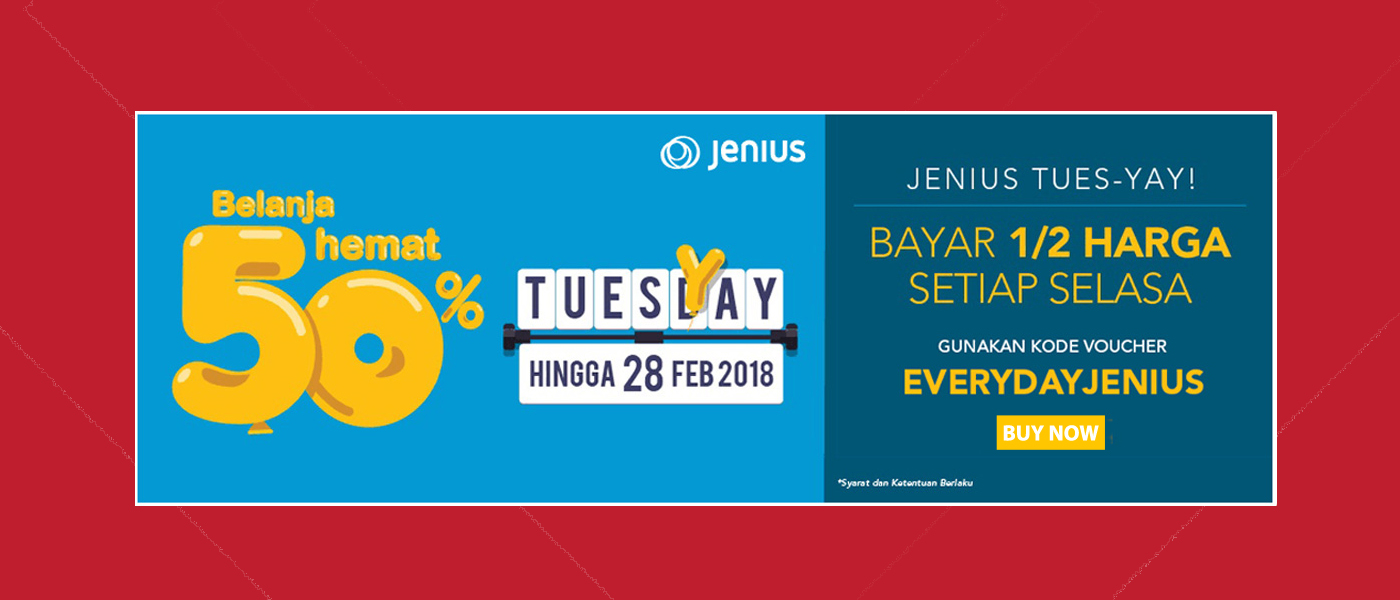 jenius
Belanja
hemat
50%
TUESYAY
HINGGA 28 FEB 2018
JENIUS TUES-YAY!
BAYAR 1/2 HARGA
SETIAP SELASA
GUNAKAN KODE VOUCHER
EVERYDAYJENIUS
BUY NOW
*Syarat dan Ketentuan Berlaku